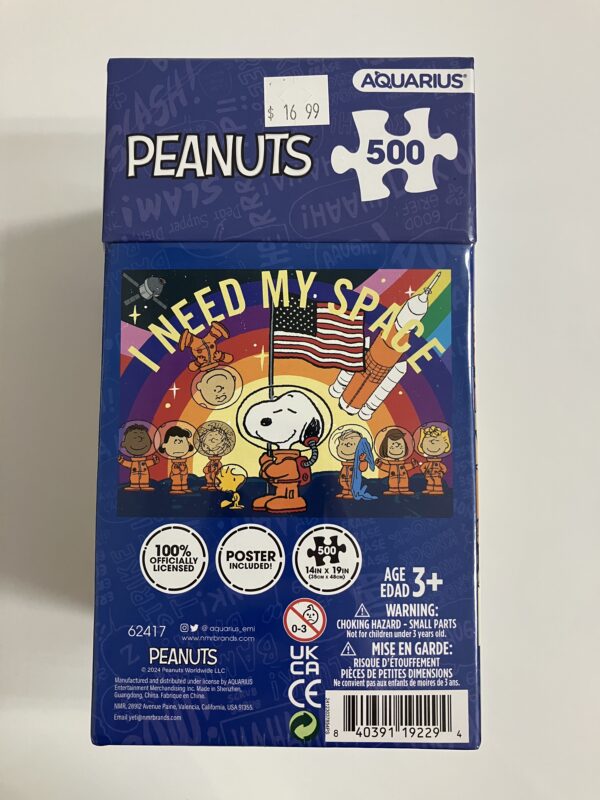 AQUARIUS
$ 16 99
PEANUTS
500
I NEED MY SPACE
100%
OFFICIALLY
LICENSED
POSTER
INCLUDED!
500
14IN X 19IN
(35CM X 48CM)
AGE
EDAD 3+
0-3
WARNING:
CHOKING HAZARD - SMALL PARTS
Not for children under 3 years old.
MISE EN GARDE:
RISQUE D'ÉTOUFFEMENT
PIÈCES DE PETITES DIMENSIONS
Ne convient pas aux enfants de moins de 3 ans.
62417
@ aquarius_emi
www.nmrbrands.com
PEANUTS
© 2024 Peanuts Worldwide LLC
Manufactured and distributed under license by AQUARIUS
Entertainment Merchandising Inc. Made in Shenzhen,
Guangdong, China. Fabriqué en Chine.
NMR, 28912 Avenue Paine, Valencia, California, USA 91355.
Email yeti@nmrbrands.com
UK
CA
CE
8 40391 19229 4